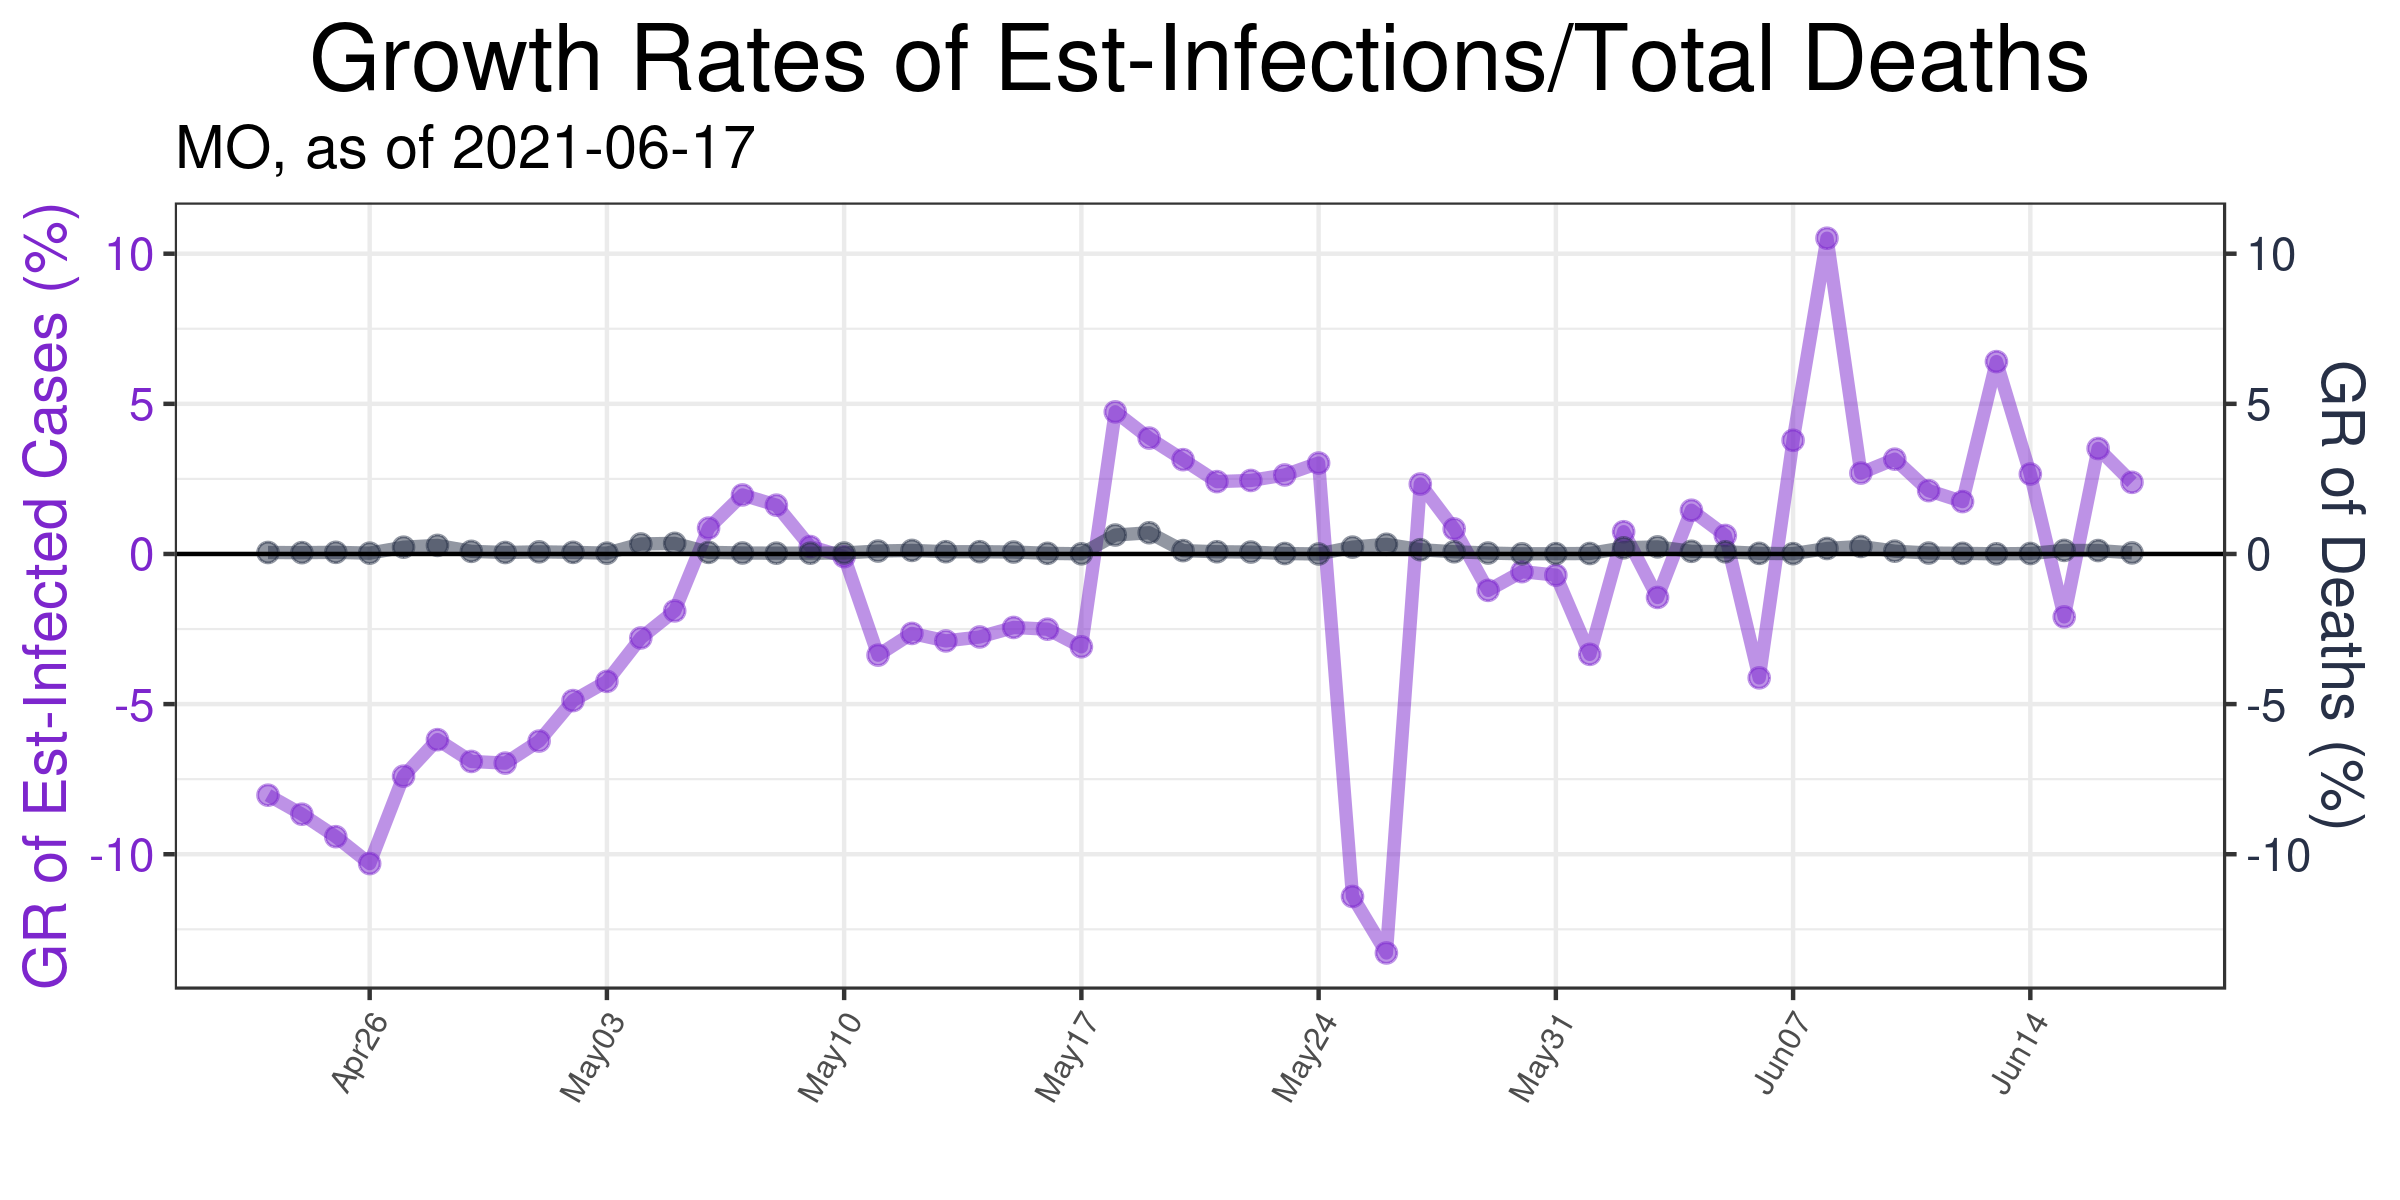 Growth Rates of Est-Infections/Total Deaths
MO, as of 2021-06-17
GR of Est-Infected Cases (%)
10
5
0
-5
-10
10
5
0
-5
-10
GR of Deaths (%)
Apr26
May03
May10
May17
May24
May31
Jun07
Jun14